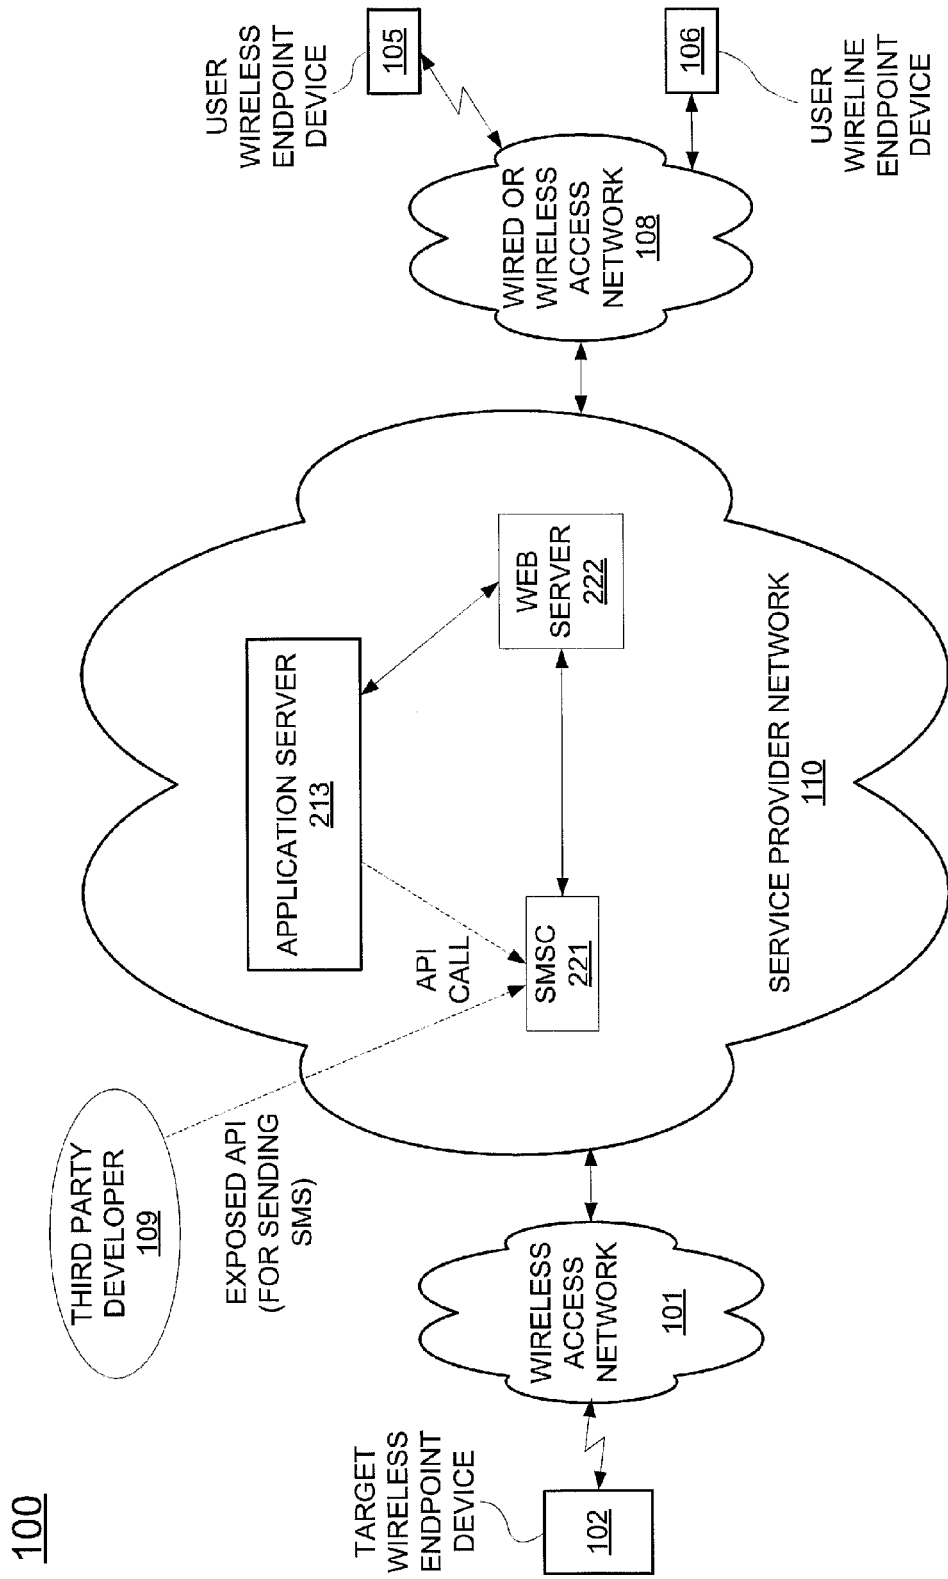 100
THIRD PARTY
DEVELOPER
109
EXPOSED API
(FOR SENDING
SMS)
API
CALL
APPLICATION SERVER
213
SMSC
221
WEB
SERVER
222
SERVICE PROVIDER NETWORK
110
TARGET
WIRELESS
ENDPOINT
DEVICE
102
WIRELESS
ACCESS
NETWORK
101
WIRED OR
WIRELESS
ACCESS
NETWORK
108
USER
WIRELESS
ENDPOINT
DEVICE
105
106
USER
WIRELINE
ENDPOINT
DEVICE